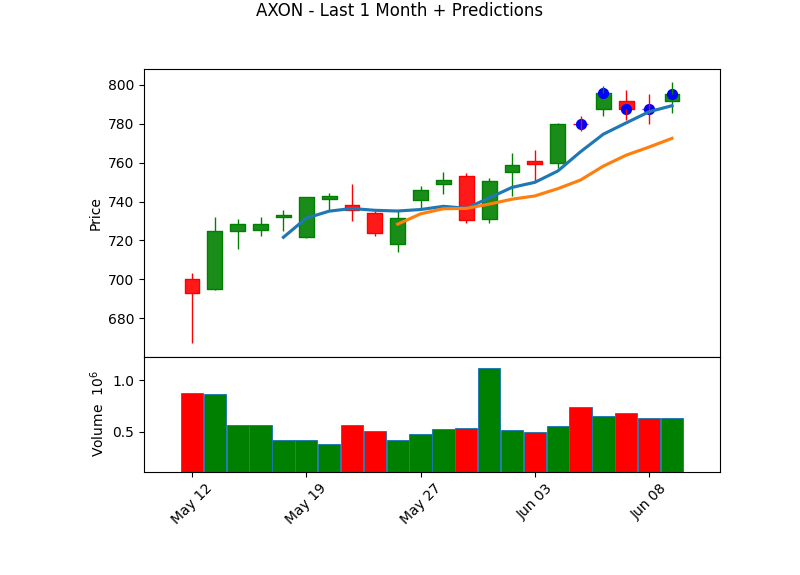 AXON - Last 1 Month + Predictions
800
780
760
740
720
700
680
Price
1.0
0.5
Volume 10^6
May 12
May 19
May 27
Jun 03
Jun 08